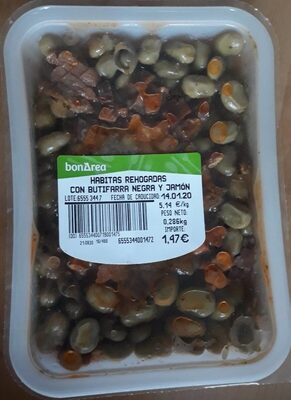 bonÀrea
HABITAS REHOGADAS
CON BUTIFARRA NEGRA Y JAMÓN
LOTE:6555 3447 FECHA DE CADUCIDAD: 14.01.20
5,14 €/kg
PESO NETO:
0,286kg
IMPORTE:
1,47€
6555344001472